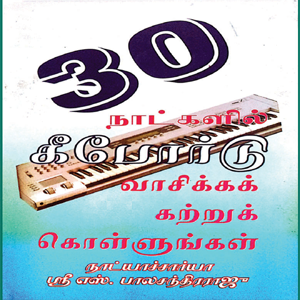 30
நாட்களில்
கீபோர்டு
வாசிக்கக்
கற்றுக்
கொள்ளுங்கள்
நாட்யாச்சார்யா
ஸ்ரீ எஸ். பாலசந்திரராஜு